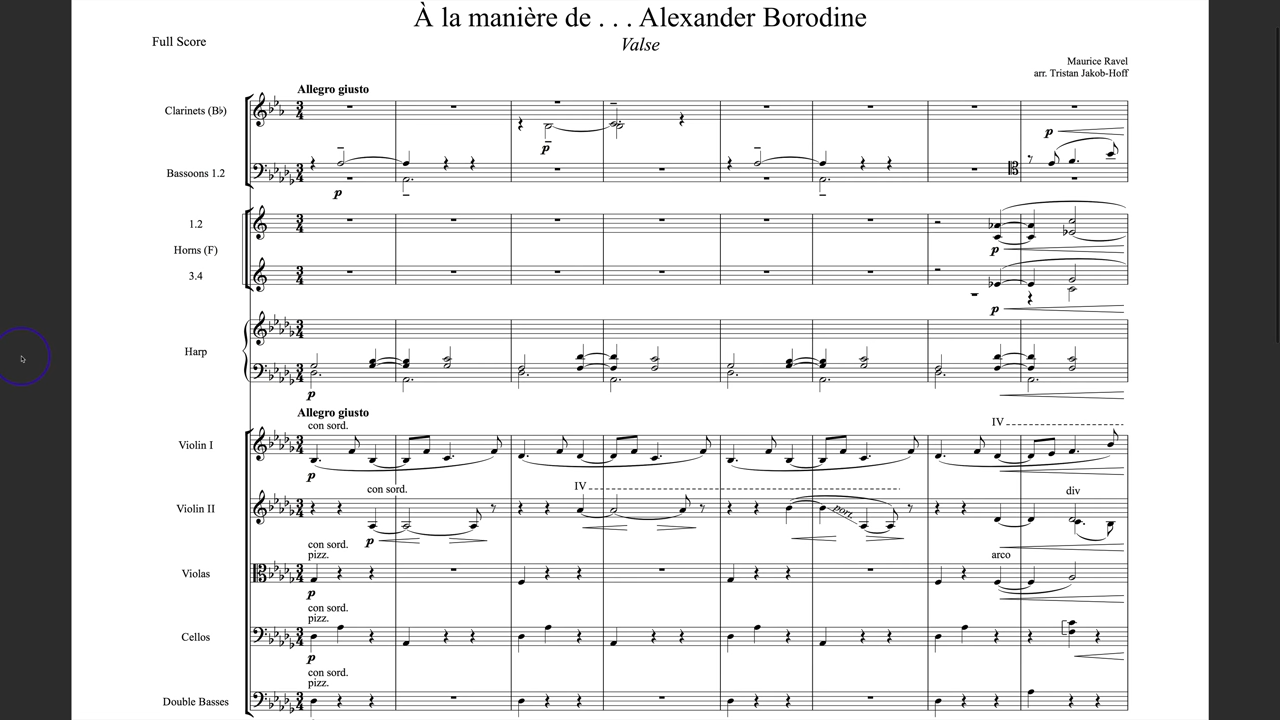 À la manière de . . . Alexander Borodine
Full Score
Valse
Maurice Ravel
arr. Tristan Jakob-Hoff
Allegro giusto
Clarinets (B♭)
p
p
Bassoons 1.2
p
1.2
Horns (F)
p
3.4
p
Harp
p
Allegro giusto
con sord.
IV
Violin I
p
con sord.
IV
div
Violin II
port.
p
con sord.
pizz.
arco
Violas
p
con sord.
pizz.
Cellos
p
con sord.
pizz.
Double Basses